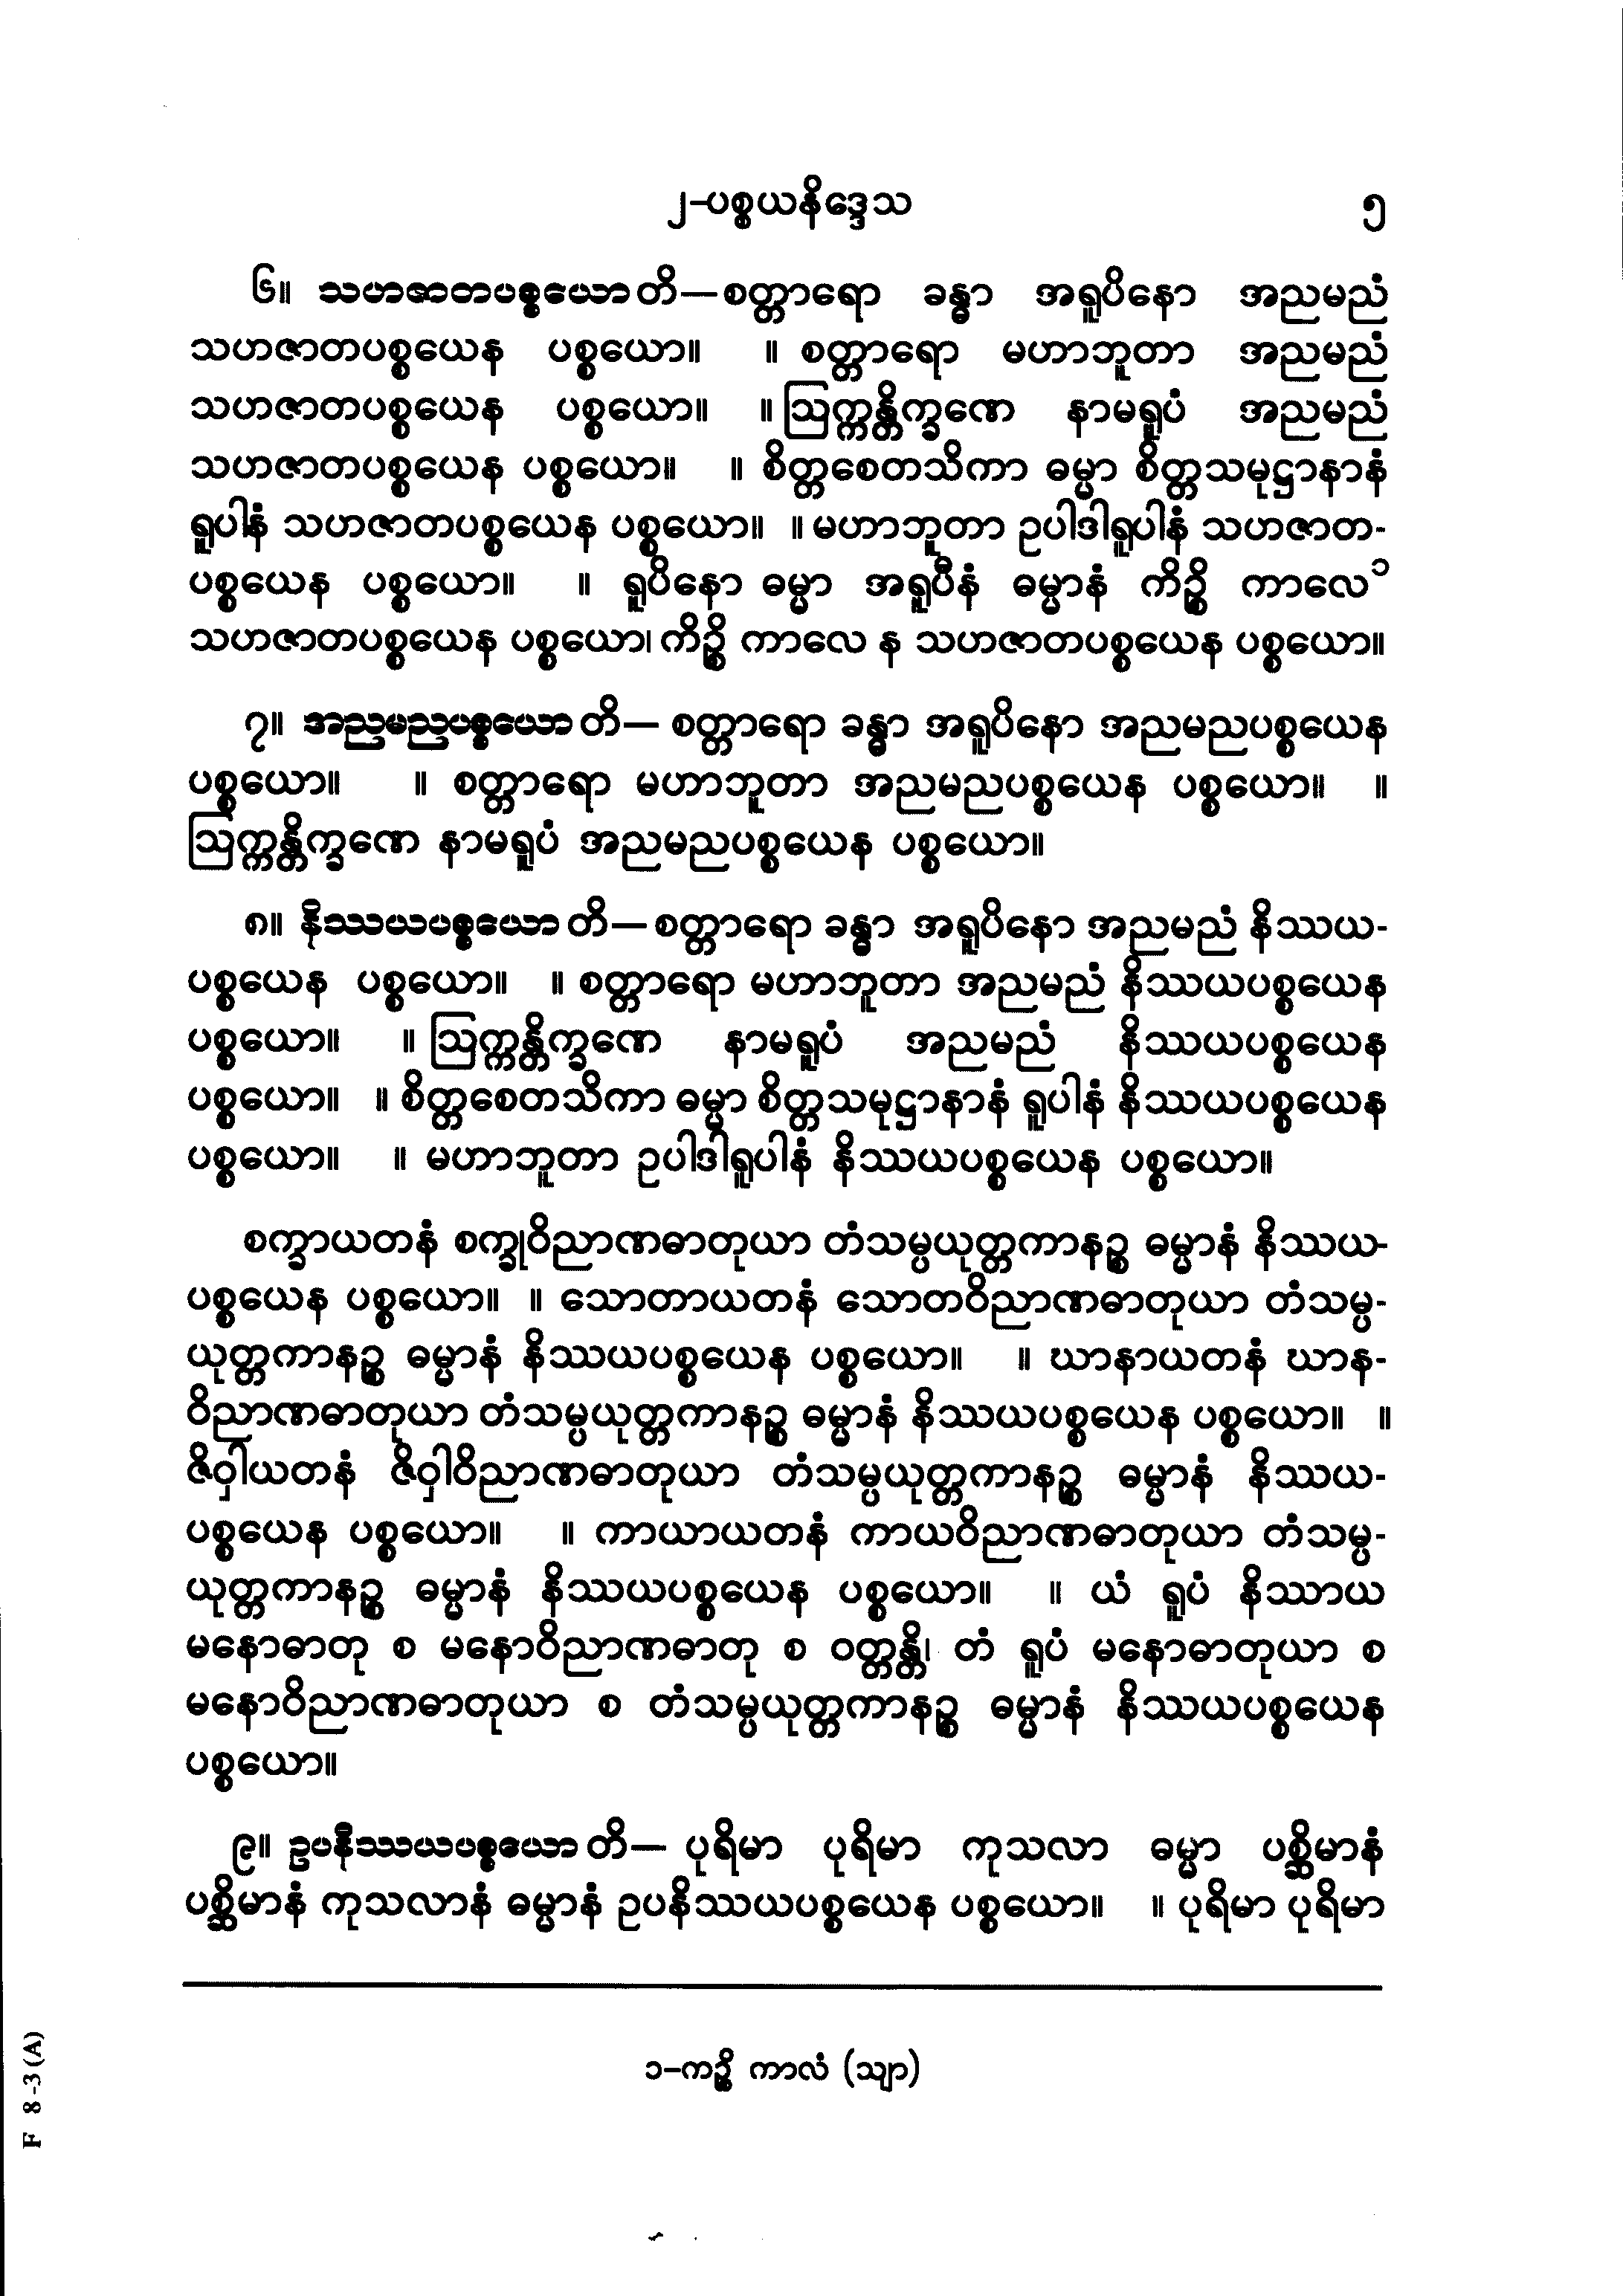 ၂-ပစ္စယနိဒ္ဒေသ ၅
၆။ သဟဇာတပစ္စယောတိ—စတ္တာရော ခန္ဓာ အရူပိနော အညမညံ
သဟဇာတပစ္စယေန ပစ္စယော။ ။ စတ္တာရော မဟာဘူတာ အညမညံ
သဟဇာတပစ္စယေန ပစ္စယော။ ။ ဩက္ကန္တိက္ခဏေ နာမရူပံ အညမညံ
သဟဇာတပစ္စယေန ပစ္စယော။ ။ စိတ္တစေတသိကာ ဓမ္မာ စိတ္တသမုဋ္ဌာနာနံ
ရူပါနံ သဟဇာတပစ္စယေန ပစ္စယော။ ။ မဟာဘူတာ ဥပါဒါရူပါနံ သဟဇာတ-
ပစ္စယေန ပစ္စယော။ ။ ရူပိနော ဓမ္မာ အရူပီနံ ဓမ္မာနံ ကိဉ္စိ ကာလေ၁
သဟဇာတပစ္စယေန ပစ္စယော၊ ကိဉ္စိ ကာလေ န သဟဇာတပစ္စယေန ပစ္စယော။
၇။ အညမညပစ္စယောတိ— စတ္တာရော ခန္ဓာ အရူပိနော အညမညပစ္စယေန
ပစ္စယော။ ။ စတ္တာရော မဟာဘူတာ အညမညပစ္စယေန ပစ္စယော။ ။
ဩက္ကန္တိက္ခဏေ နာမရူပံ အညမညပစ္စယေန ပစ္စယော။
၈။ နိဿယပစ္စယောတိ—စတ္တာရော ခန္ဓာ အရူပိနော အညမညံ နိဿယ-
ပစ္စယေန ပစ္စယော။ ။ စတ္တာရော မဟာဘူတာ အညမညံ နိဿယပစ္စယေန
ပစ္စယော။ ။ ဩက္ကန္တိက္ခဏေ နာမရူပံ အညမညံ နိဿယပစ္စယေန
ပစ္စယော။ ။ စိတ္တစေတသိကာ ဓမ္မာ စိတ္တသမုဋ္ဌာနာနံ ရူပါနံ နိဿယပစ္စယေန
ပစ္စယော။ ။ မဟာဘူတာ ဥပါဒါရူပါနံ နိဿယပစ္စယေန ပစ္စယော။
စက္ခာယတနံ စက္ခုဝိညာဏဓာတုယာ တံသမ္ပယုတ္တကာနဉ္စ ဓမ္မာနံ နိဿယ-
ပစ္စယေန ပစ္စယော။ ။ သောတာယတနံ သောတဝိညာဏဓာတုယာ တံသမ္ပ-
ယုတ္တကာနဉ္စ ဓမ္မာနံ နိဿယပစ္စယေန ပစ္စယော။ ။ ဃာနာယတနံ ဃာန-
ဝိညာဏဓာတုယာ တံသမ္ပယုတ္တကာနဉ္စ ဓမ္မာနံ နိဿယပစ္စယေန ပစ္စယော။ ။
ဇိဝှါယတနံ ဇိဝှါဝိညာဏဓာတုယာ တံသမ္ပယုတ္တကာနဉ္စ ဓမ္မာနံ နိဿယ-
ပစ္စယေန ပစ္စယော။ ။ ကာယာယတနံ ကာယဝိညာဏဓာတုယာ တံသမ္ပ-
ယုတ္တကာနဉ္စ ဓမ္မာနံ နိဿယပစ္စယေန ပစ္စယော။ ။ ယံ ရူပံ နိဿာယ
မနောဓာတု စ မနောဝိညာဏဓာတု စ ဝတ္တန္တိ၊ တံ ရူပံ မနောဓာတုယာ စ
မနောဝိညာဏဓာတုယာ စ တံသမ္ပယုတ္တကာနဉ္စ ဓမ္မာနံ နိဿယပစ္စယေန
ပစ္စယော။
၉။ ဥပနိဿယပစ္စယောတိ— ပုရိမာ ပုရိမာ ကုသလာ ဓမ္မာ ပစ္ဆိမာနံ
ပစ္ဆိမာနံ ကုသလာနံ ဓမ္မာနံ ဥပနိဿယပစ္စယေန ပစ္စယော။ ။ ပုရိမာ ပုရိမာ
၁-ကဉ္စိ ကာလံ (သျာ)
F 8-3(A)